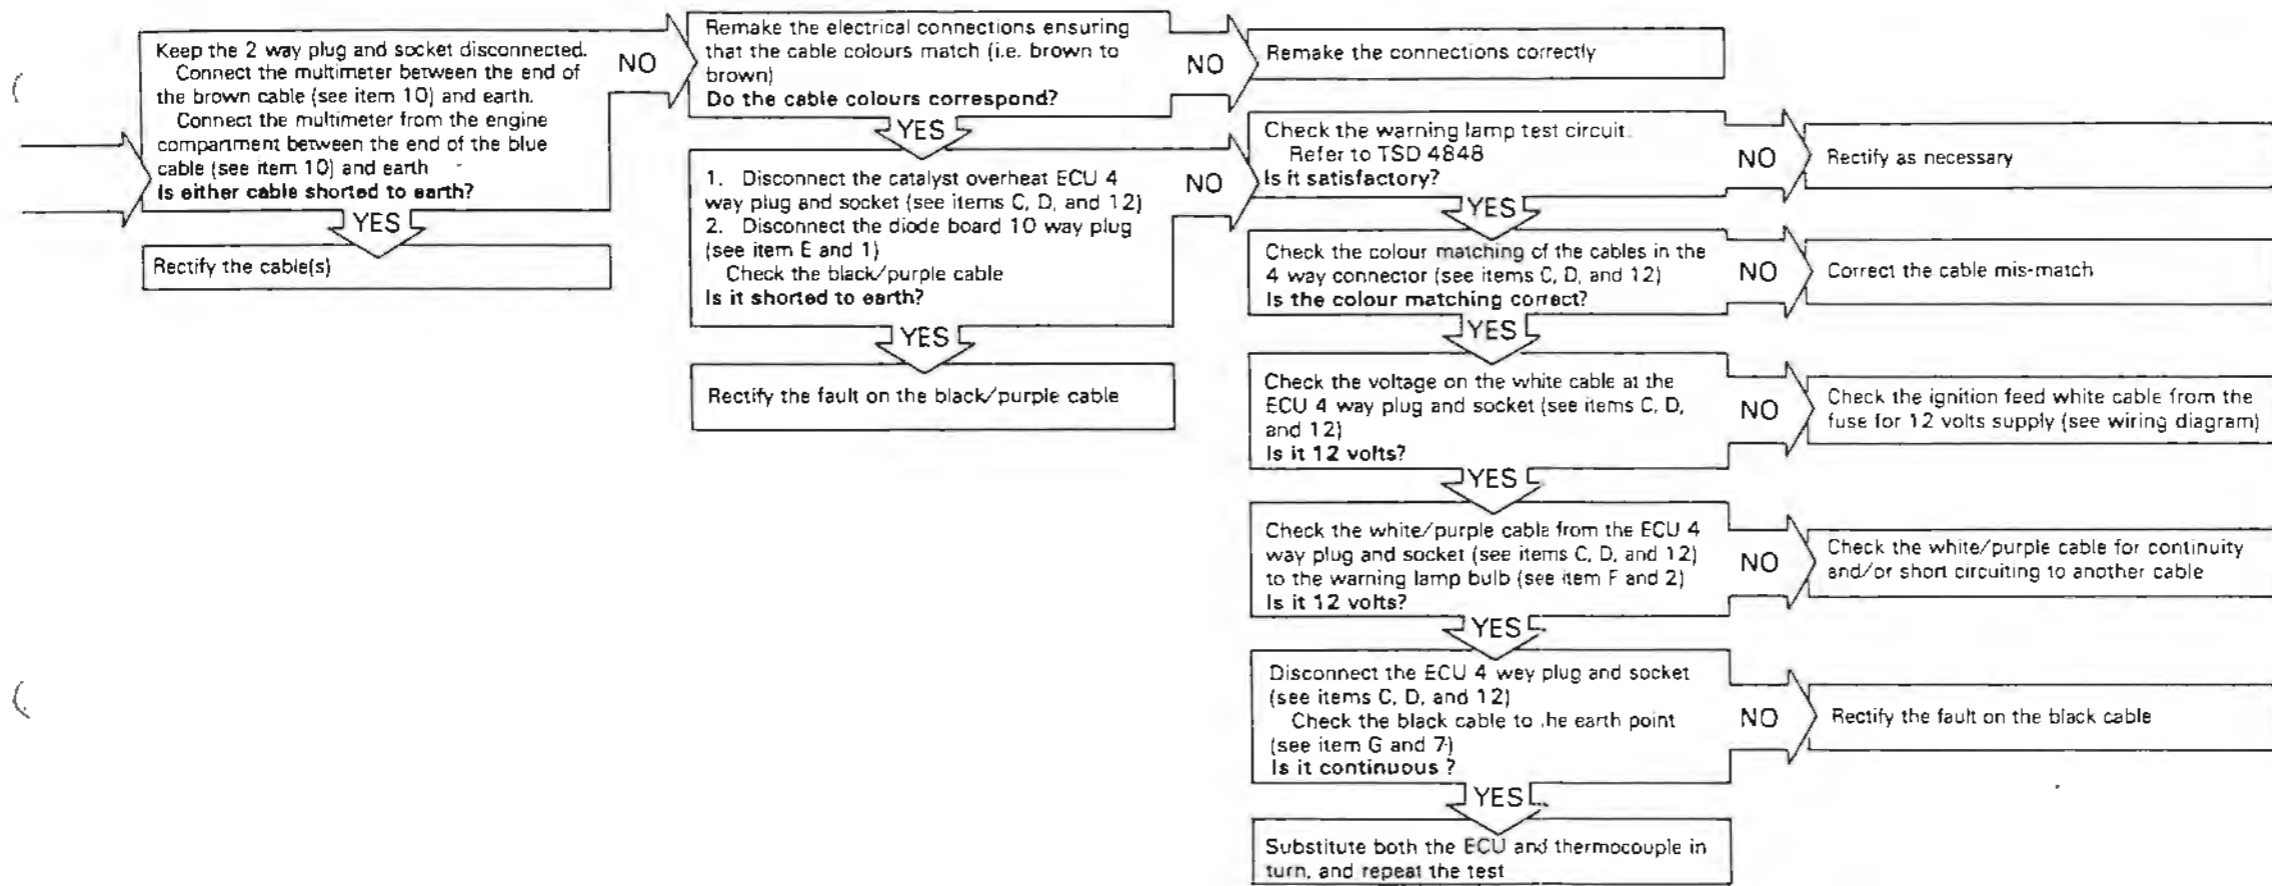 Keep the 2 way plug and socket disconnected.
Connect the multimeter between the end of
the brown cable (see item 10) and earth.
Connect the multimeter from the engine
compartment between the end of the blue
cable (see item 10) and earth
Is either cable shorted to earth?
NO
YES
Rectify the cable(s)
Remake the electrical connections ensuring
that the cable colours match (i.e. brown to
brown)
Do the cable colours correspond?
NO
YES
Remake the connections correctly
1. Disconnect the catalyst overheat ECU 4
way plug and socket (see items C, D, and 12)
2. Disconnect the diode board 10 way plug
(see item E and 1)
Check the black/purple cable
Is it shorted to earth?
NO
YES
Rectify the fault on the black/purple cable
Check the warning lamp test circuit.
Refer to TSD 4848
Is it satisfactory?
NO
Rectify as necessary
YES
Check the colour matching of the cables in the
4 way connector (see items C, D, and 12)
Is the colour matching correct?
NO
Correct the cable mis-match
YES
Check the voltage on the white cable at the
ECU 4 way plug and socket (see items C, D,
and 12)
Is it 12 volts?
NO
Check the ignition feed white cable from the
fuse for 12 volts supply (see wiring diagram)
YES
Check the white/purple cable from the ECU 4
way plug and socket (see items C, D, and 12)
to the warning lamp bulb (see item F and 2)
Is it 12 volts?
NO
Check the white/purple cable for continuity
and/or short circuiting to another cable
YES
Disconnect the ECU 4 wey plug and socket
(see items C, D, and 12)
Check the black cable to .he earth point
(see item G and 7)
Is it continuous ?
NO
Rectify the fault on the black cable
YES
Substitute both the ECU and thermocouple in
turn, and repeat the test